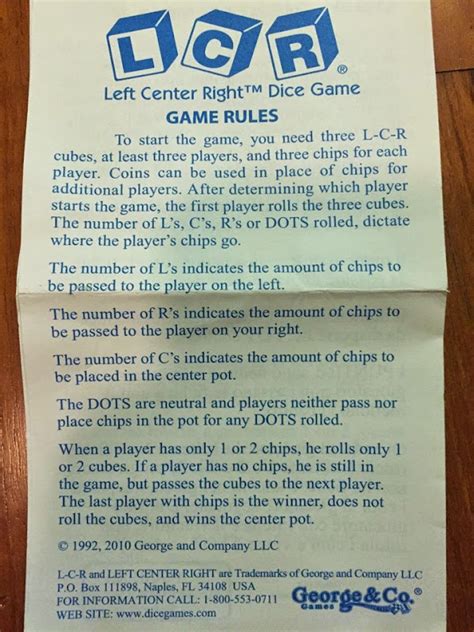 L C R ®
Left Center Right™ Dice Game
GAME RULES
To start the game, you need three L-C-R
cubes, at least three players, and three chips for each
player. Coins can be used in place of chips for
additional players. After determining which player
starts the game, the first player rolls the three cubes.
The number of L's, C's, R's or DOTS rolled, dictate
where the player's chips go.
The number of L's indicates the amount of chips to
be passed to the player on the left.
The number of R's indicates the amount of chips to
be passed to the player on your right.
The number of C's indicates the amount of chips to
be placed in the center pot.
The DOTS are neutral and players neither pass nor
place chips in the pot for any DOTS rolled.
When a player has only 1 or 2 chips, he rolls only 1
or 2 cubes. If a player has no chips, he is still in
the game, but passes the cubes to the next player.
The last player with chips is the winner, does not
roll the cubes, and wins the center pot.
© 1992, 2010 George and Company LLC
L-C-R and LEFT CENTER RIGHT are Trademarks of George and Company LLC
P.O. Box 111898, Naples, FL 34108 USA
FOR INFORMATION CALL: 1-800-553-0711
WEB SITE: www.dicegames.com
George & Co.
Games